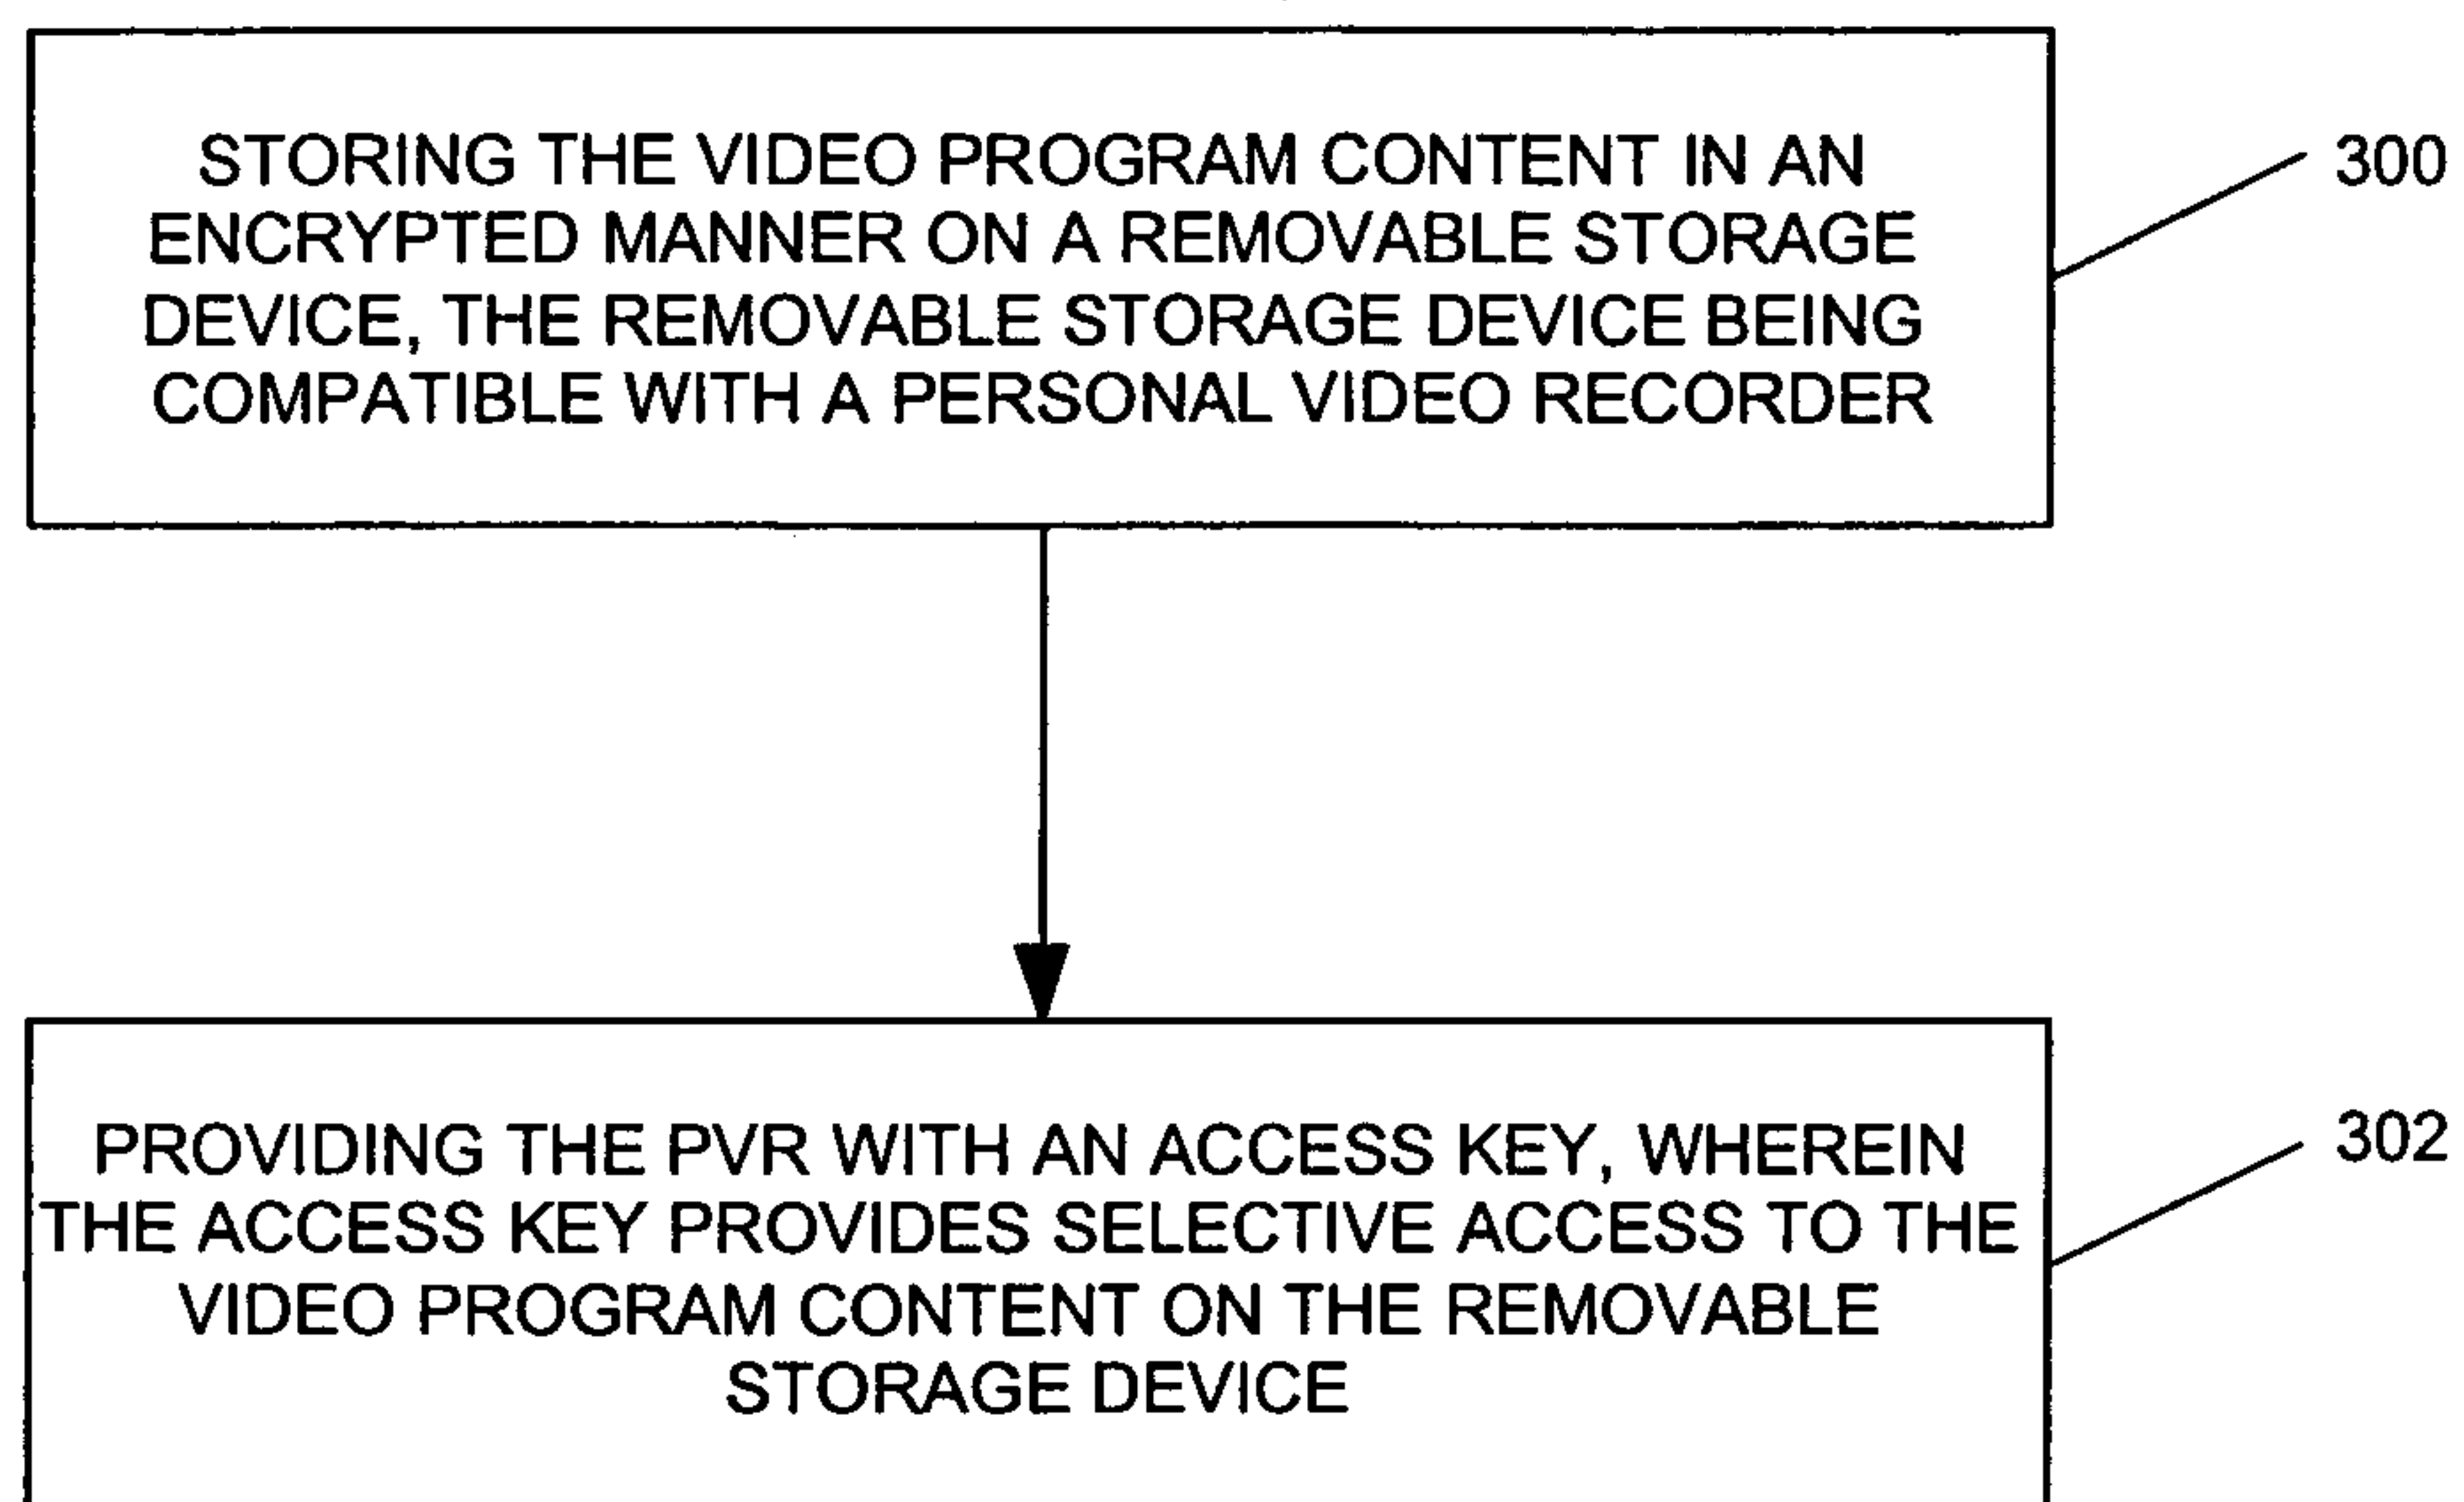 STORING THE VIDEO PROGRAM CONTENT IN AN
ENCRYPTED MANNER ON A REMOVABLE STORAGE
DEVICE, THE REMOVABLE STORAGE DEVICE BEING
COMPATIBLE WITH A PERSONAL VIDEO RECORDER
300
PROVIDING THE PVR WITH AN ACCESS KEY, WHEREIN
THE ACCESS KEY PROVIDES SELECTIVE ACCESS TO THE
VIDEO PROGRAM CONTENT ON THE REMOVABLE
STORAGE DEVICE
302